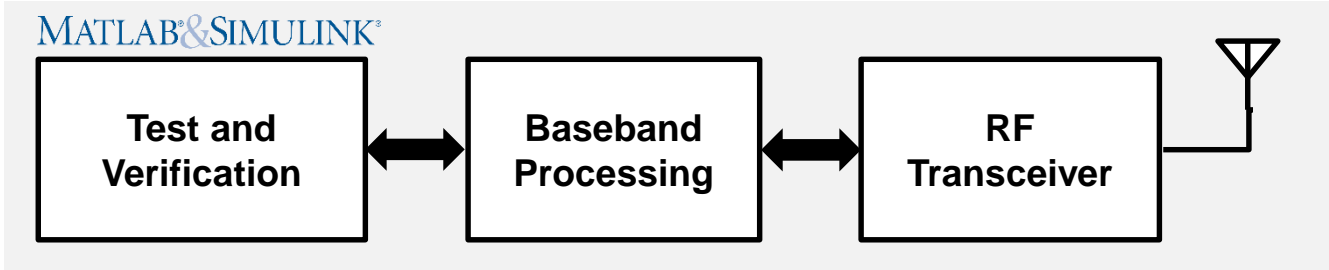 MATLAB®&SIMULINK®
Test and
Verification
Baseband
Processing
RF
Transceiver